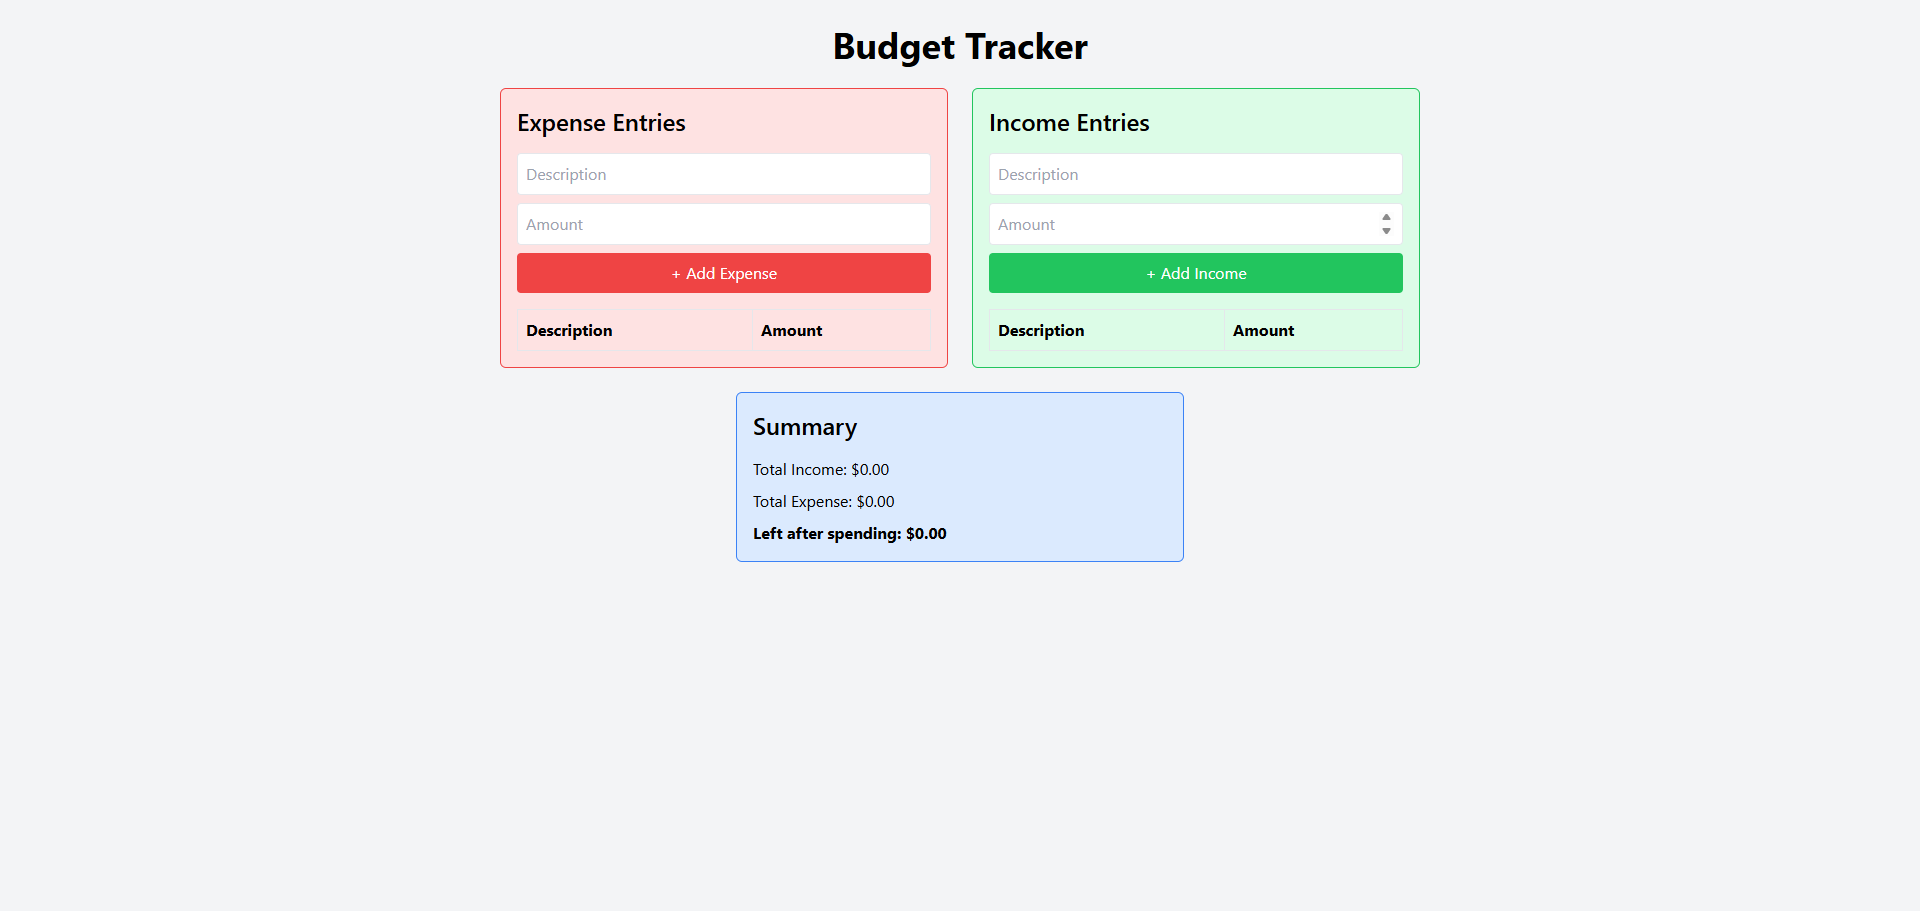 Budget Tracker
Expense Entries
Description
Amount
+ Add Expense
Description Amount
Income Entries
Description
Amount
+ Add Income
Description Amount
Summary
Total Income: $0.00
Total Expense: $0.00
Left after spending: $0.00